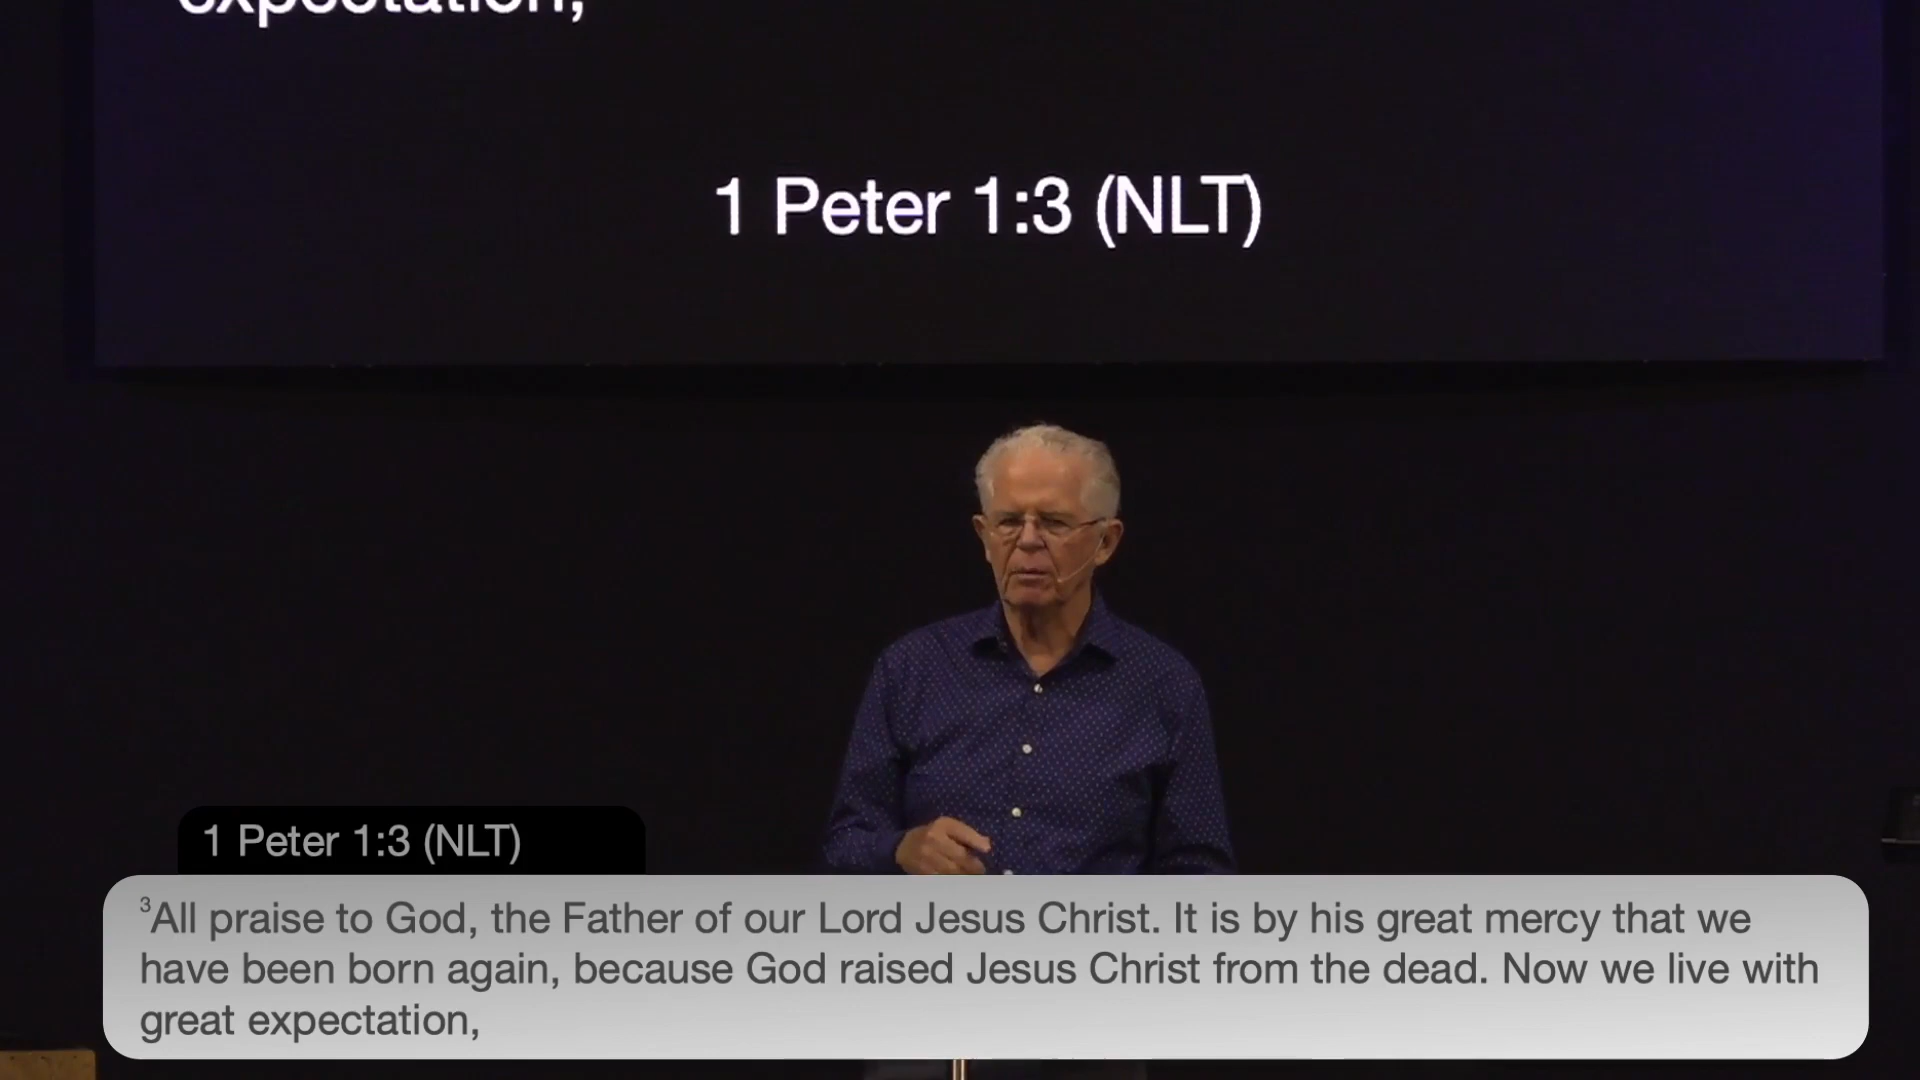 expectation,
1 Peter 1:3 (NLT)
1 Peter 1:3 (NLT)
3All praise to God, the Father of our Lord Jesus Christ. It is by his great mercy that we
have been born again, because God raised Jesus Christ from the dead. Now we live with
great expectation,